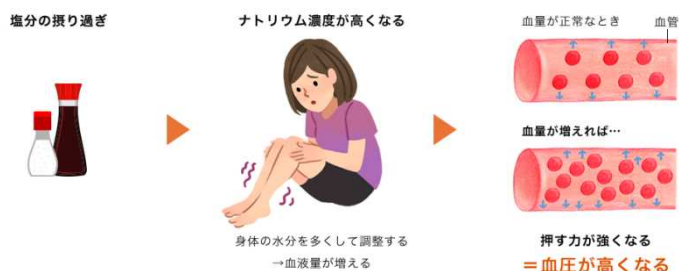 塩分の摂り過ぎ
ナトリウム濃度が高くなる
身体の水分を多くして調整する
→血液量が増える
血量が正常なとき
血管
血量が増えれば…
押す力が強くなる
＝血圧が高くなる